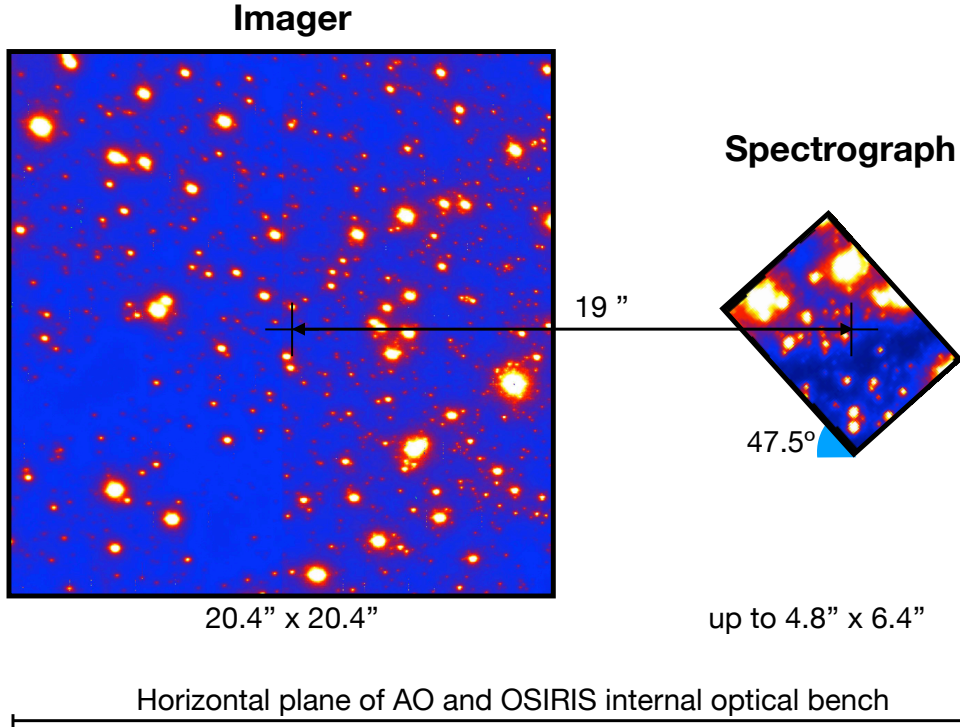 Imager
Spectrograph
19 ”
47.5º
20.4” x 20.4”
up to 4.8” x 6.4”
Horizontal plane of AO and OSIRIS internal optical bench